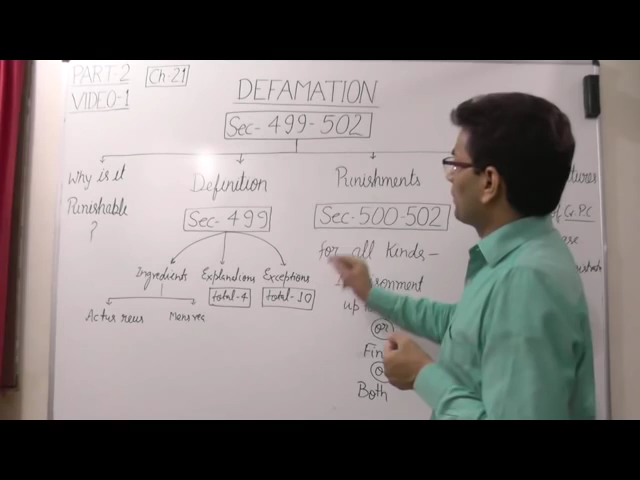 PART-2
Ch-21
VIDEO-1
DEFAMATION
Sec-499-502
Why is it
Punishable
?
Definition
Sec-499
Ingredients
Actus reus
Mens rea
Explanations
total-4
Exceptions
total-10
Punishments
Sec-500-502
for all Kinds-
up
OR
Both
of Cr.P.C